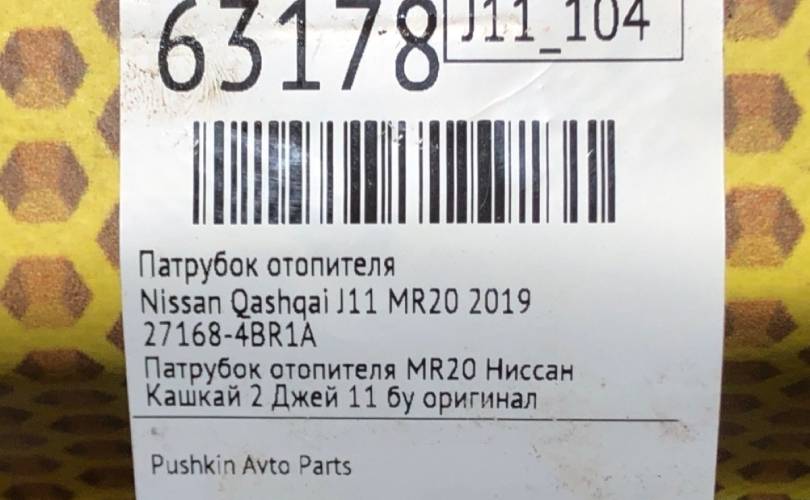 63178
J11_104
Патрубок отопителя
Nissan Qashqai J11 MR20 2019
27168-4BR1A
Патрубок отопителя MR20 Ниссан
Кашкай 2 Джей 11 бу оригинал
Pushkin Avto Parts